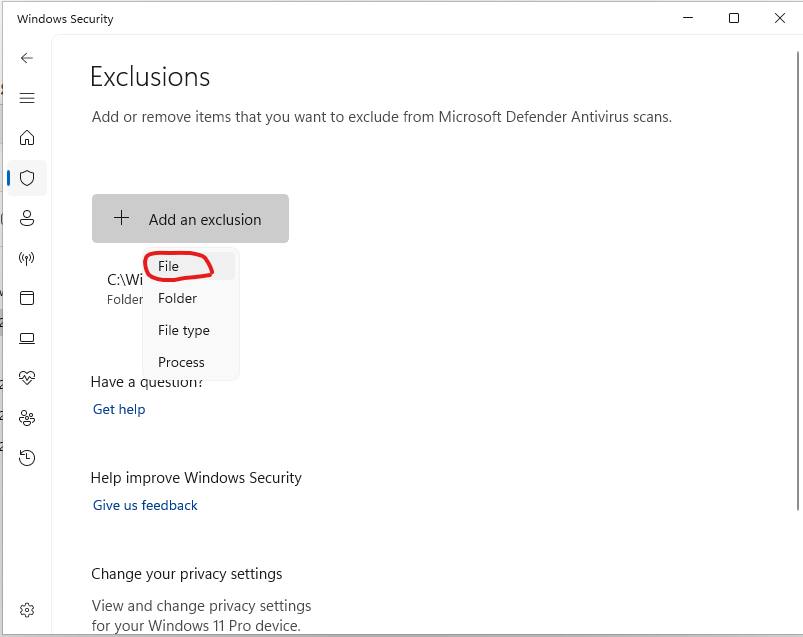 Windows Security
Exclusions
Add or remove items that you want to exclude from Microsoft Defender Antivirus scans.
Add an exclusion
File
C:\Wi
Folder
Folder
File type
Process
Have a question?
Get help
Help improve Windows Security
Give us feedback
Change your privacy settings
View and change privacy settings
for your Windows 11 Pro device.